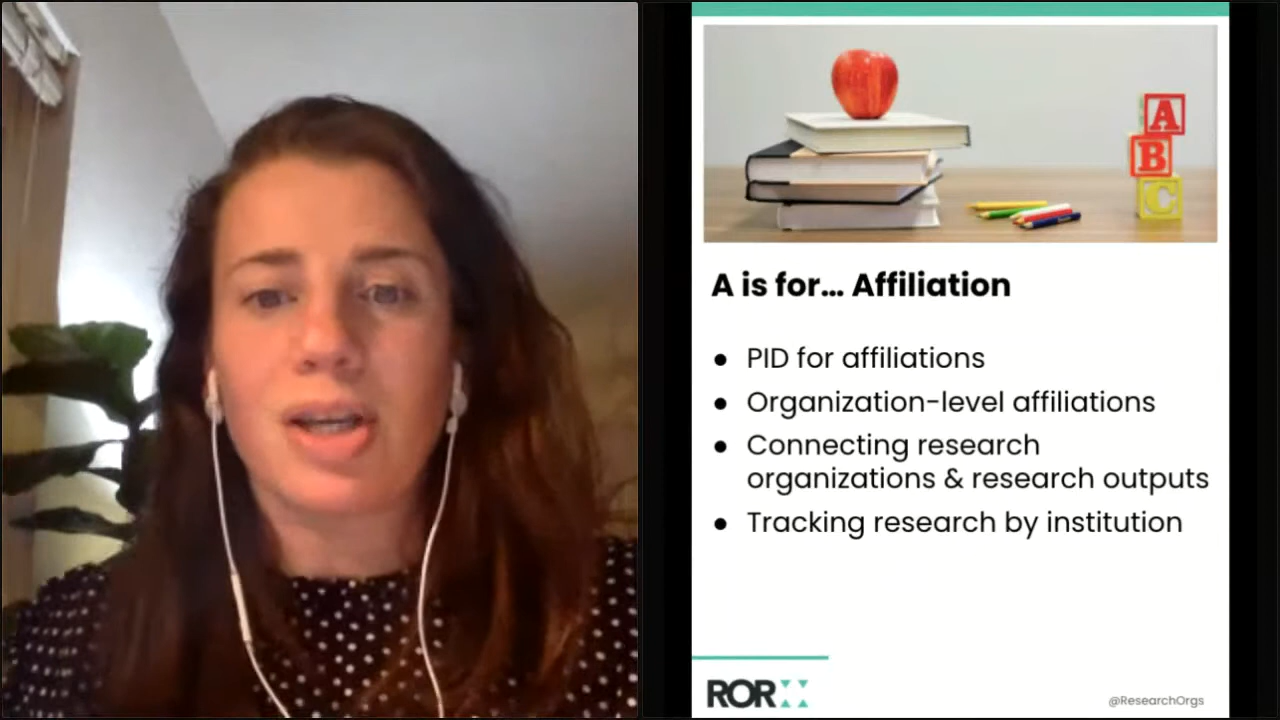 A
B
C
A is for... Affiliation
● PID for affiliations
● Organization-level affiliations
● Connecting research
organizations & research outputs
● Tracking research by institution
ROR
@ResearchOrgs